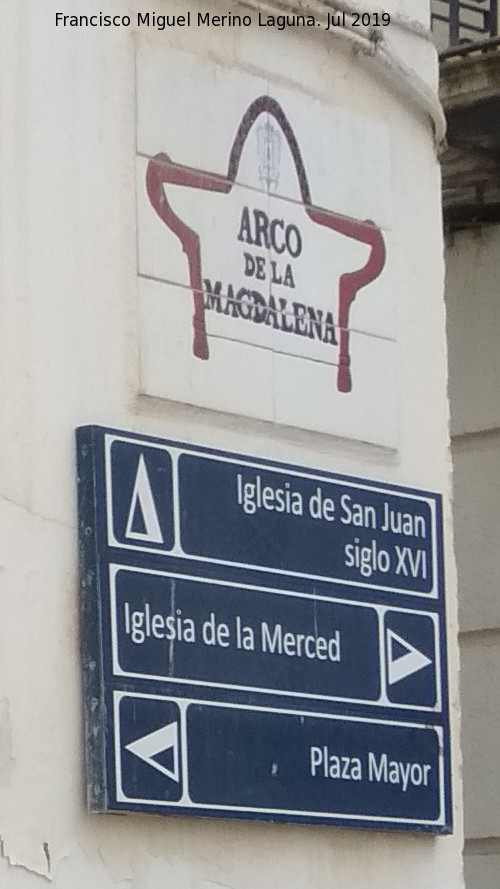 Francisco Miguel Merino Laguna. Jul 2019
ARCO
DE LA
MAGDALENA
Iglesia de San Juan
siglo XVI
Iglesia de la Merced
Plaza Mayor